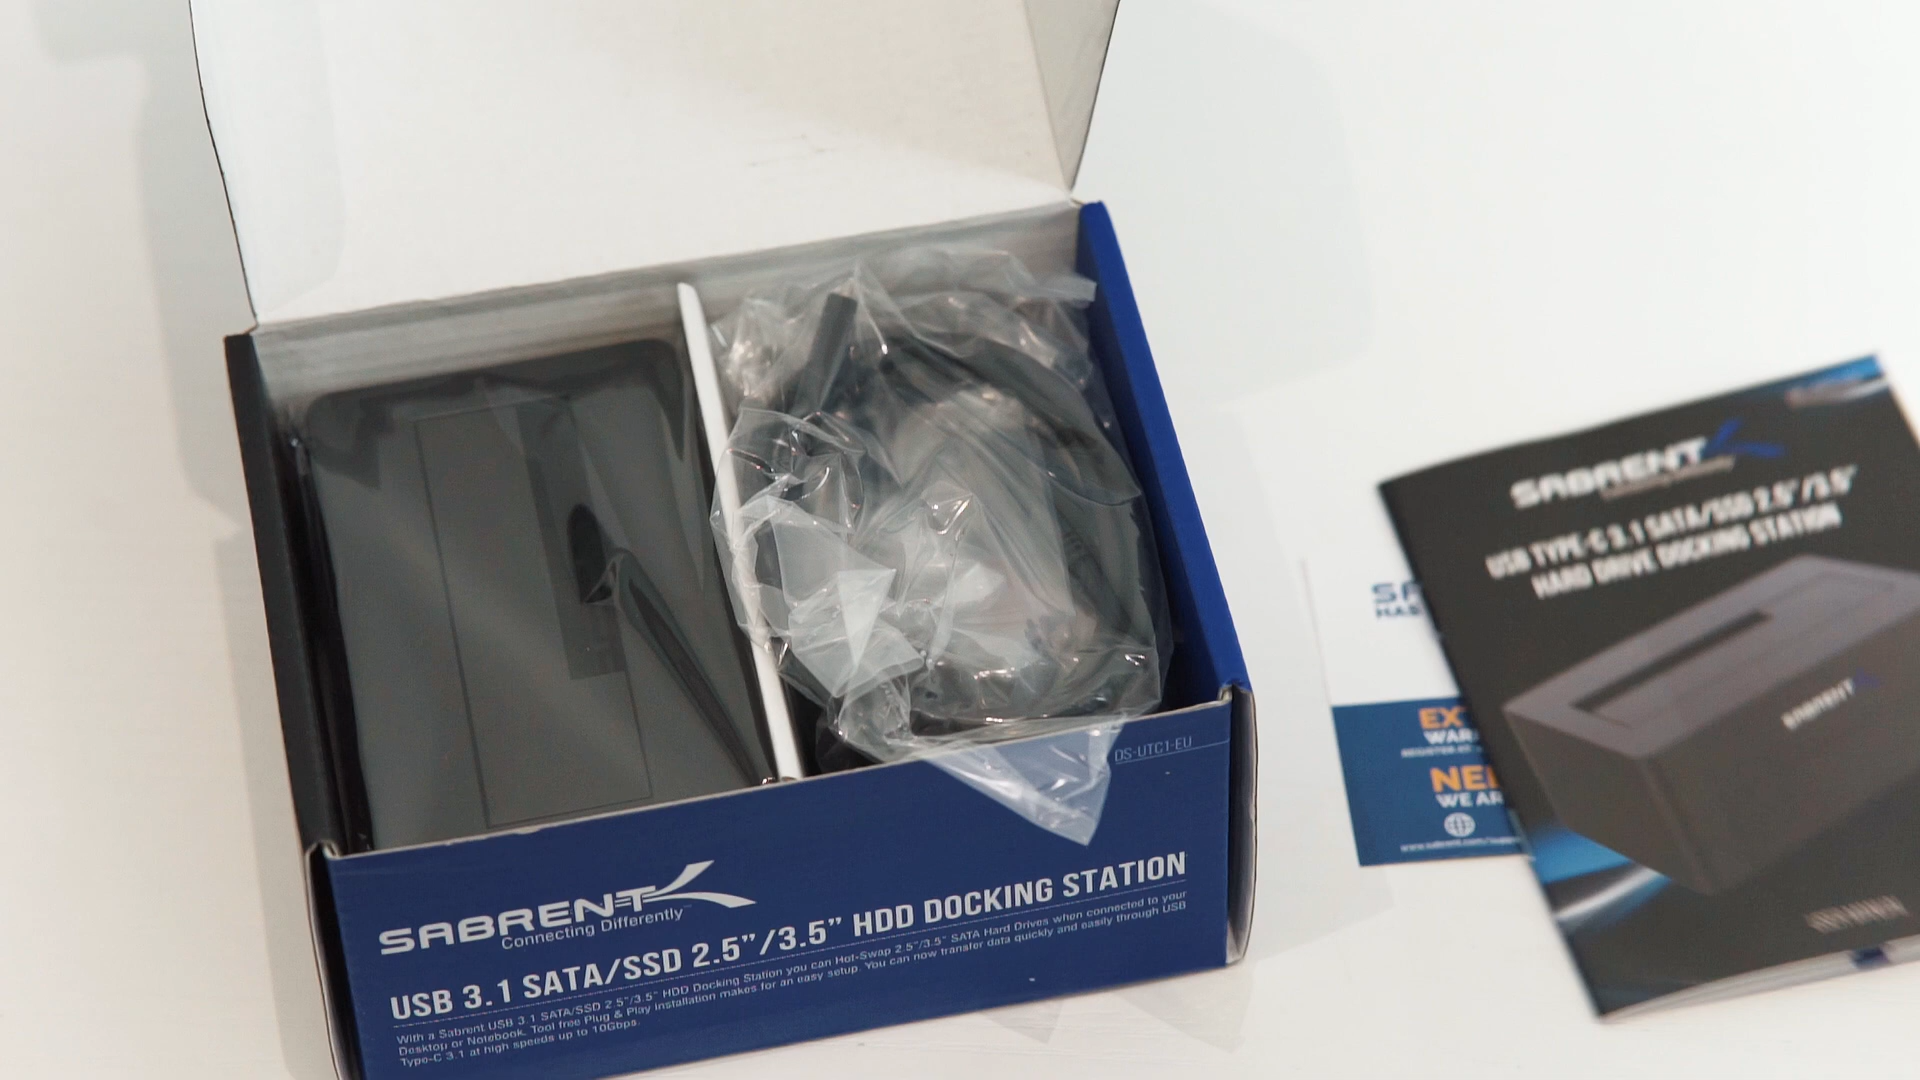 DS-UTC1-EU
SABRENT
Connecting Differently™
USB 3.1 SATA/SSD 2.5”/3.5” HDD DOCKING STATION
With a Sabrent USB 3.1 SATA/SSD 2.5"/3.5" HDD Docking Station you can Hot-Swap 2.5"/3.5" SATA Hard Drives when connected to your
Desktop or Notebook. Tool free Plug & Play installation makes for an easy setup. You can now transfer data quickly and easily through USB
Type-C 3.1 at high speeds up to 10Gbps.
SABRENT
USB TYPE-C 3.1 SATA/SSD 2.5"/3.5"
HARD DRIVE DOCKING STATION
SABRENT
WE AR